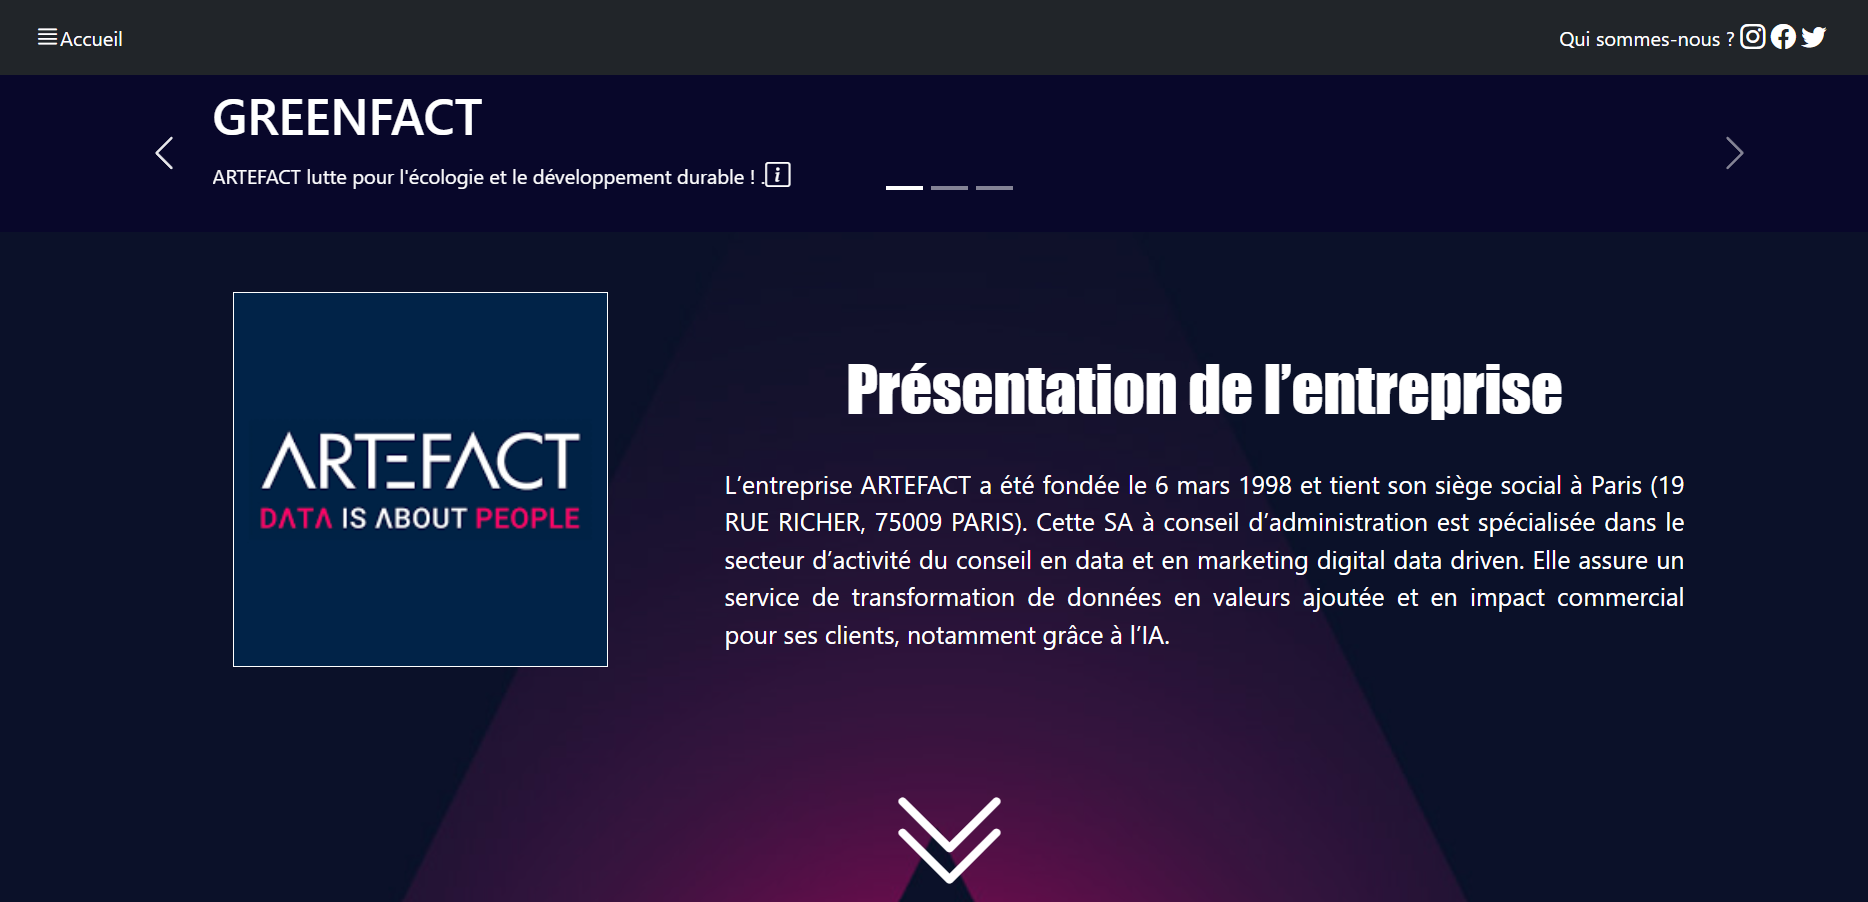 Accueil
Qui sommes-nous ?
GREENFACT
ARTEFACT lutte pour l'écologie et le développement durable ! .
ARTEFACT
DATA IS ABOUT PEOPLE
Présentation de l’entreprise
L’entreprise ARTEFACT a été fondée le 6 mars 1998 et tient son siège social à Paris (19
RUE RICHER, 75009 PARIS). Cette SA à conseil d’administration est spécialisée dans le
secteur d’activité du conseil en data et en marketing digital data driven. Elle assure un
service de transformation de données en valeurs ajoutée et en impact commercial
pour ses clients, notamment grâce à l’IA.